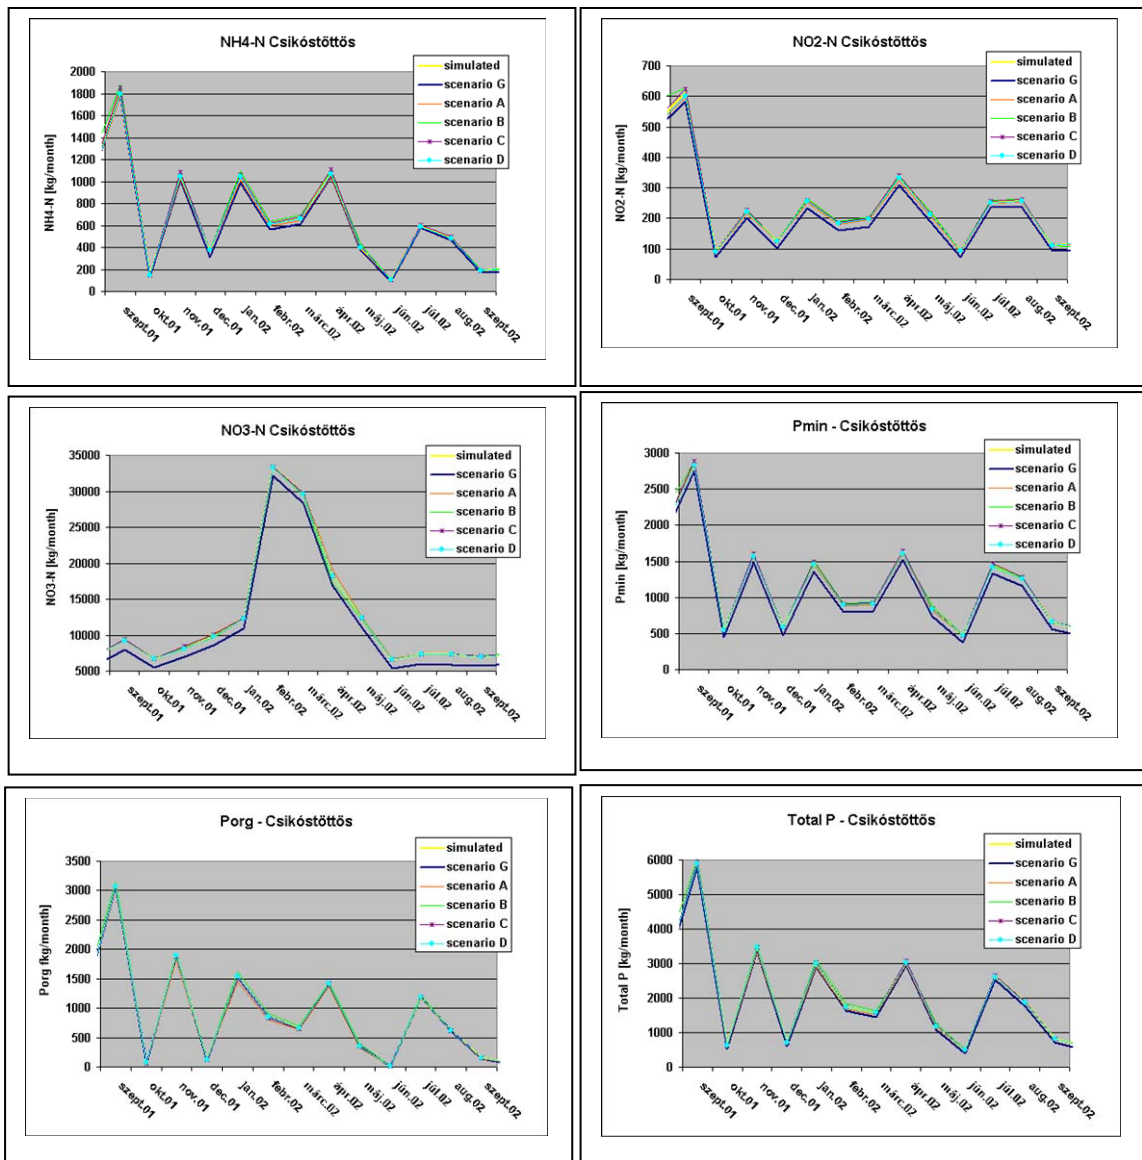 NH4-N Csikóstöttös
NH4-N [kg/month]
2000
1800
1600
1400
1200
1000
800
600
400
200
0
simulated
scenario G
scenario A
scenario B
scenario C
scenario D
szept.01
okt.01
nov.01
dec.01
jan.02
febr.02
márc.02
ápr.02
máj.02
jún.02
júl.02
aug.02
szept.02
NO2-N Csikóstöttös
NO2-N [kg/month]
700
600
500
400
300
200
100
0
simulated
scenario G
scenario A
scenario B
scenario C
scenario D
szept.01
okt.01
nov.01
dec.01
jan.02
febr.02
márc.02
ápr.02
máj.02
jún.02
júl.02
aug.02
szept.02
NO3-N Csikóstöttös
NO3-N [kg/month]
35000
30000
25000
20000
15000
10000
5000
simulated
scenario G
scenario A
scenario B
scenario C
scenario D
szept.01
okt.01
nov.01
dec.01
jan.02
febr.02
márc.02
ápr.02
máj.02
jún.02
júl.02
aug.02
szept.02
Pmin - Csikóstöttös
Pmin [kg/month]
3000
2500
2000
1500
1000
500
0
simulated
scenario G
scenario A
scenario B
scenario C
scenario D
szept.01
okt.01
nov.01
dec.01
jan.02
febr.02
márc.02
ápr.02
máj.02
jún.02
júl.02
aug.02
szept.02
Porg - Csikóstöttös
Porg [kg/month]
3500
3000
2500
2000
1500
1000
500
0
simulated
scenario G
scenario A
scenario B
scenario C
scenario D
szept.01
okt.01
nov.01
dec.01
jan.02
febr.02
márc.02
ápr.02
máj.02
jún.02
júl.02
aug.02
szept.02
Total P - Csikóstöttös
Total P [kg/month]
6000
5000
4000
3000
2000
1000
0
simulated
scenario G
scenario A
scenario B
scenario C
scenario D
szept.01
okt.01
nov.01
dec.01
jan.02
febr.02
márc.02
ápr.02
máj.02
jún.02
júl.02
aug.02
szept.02